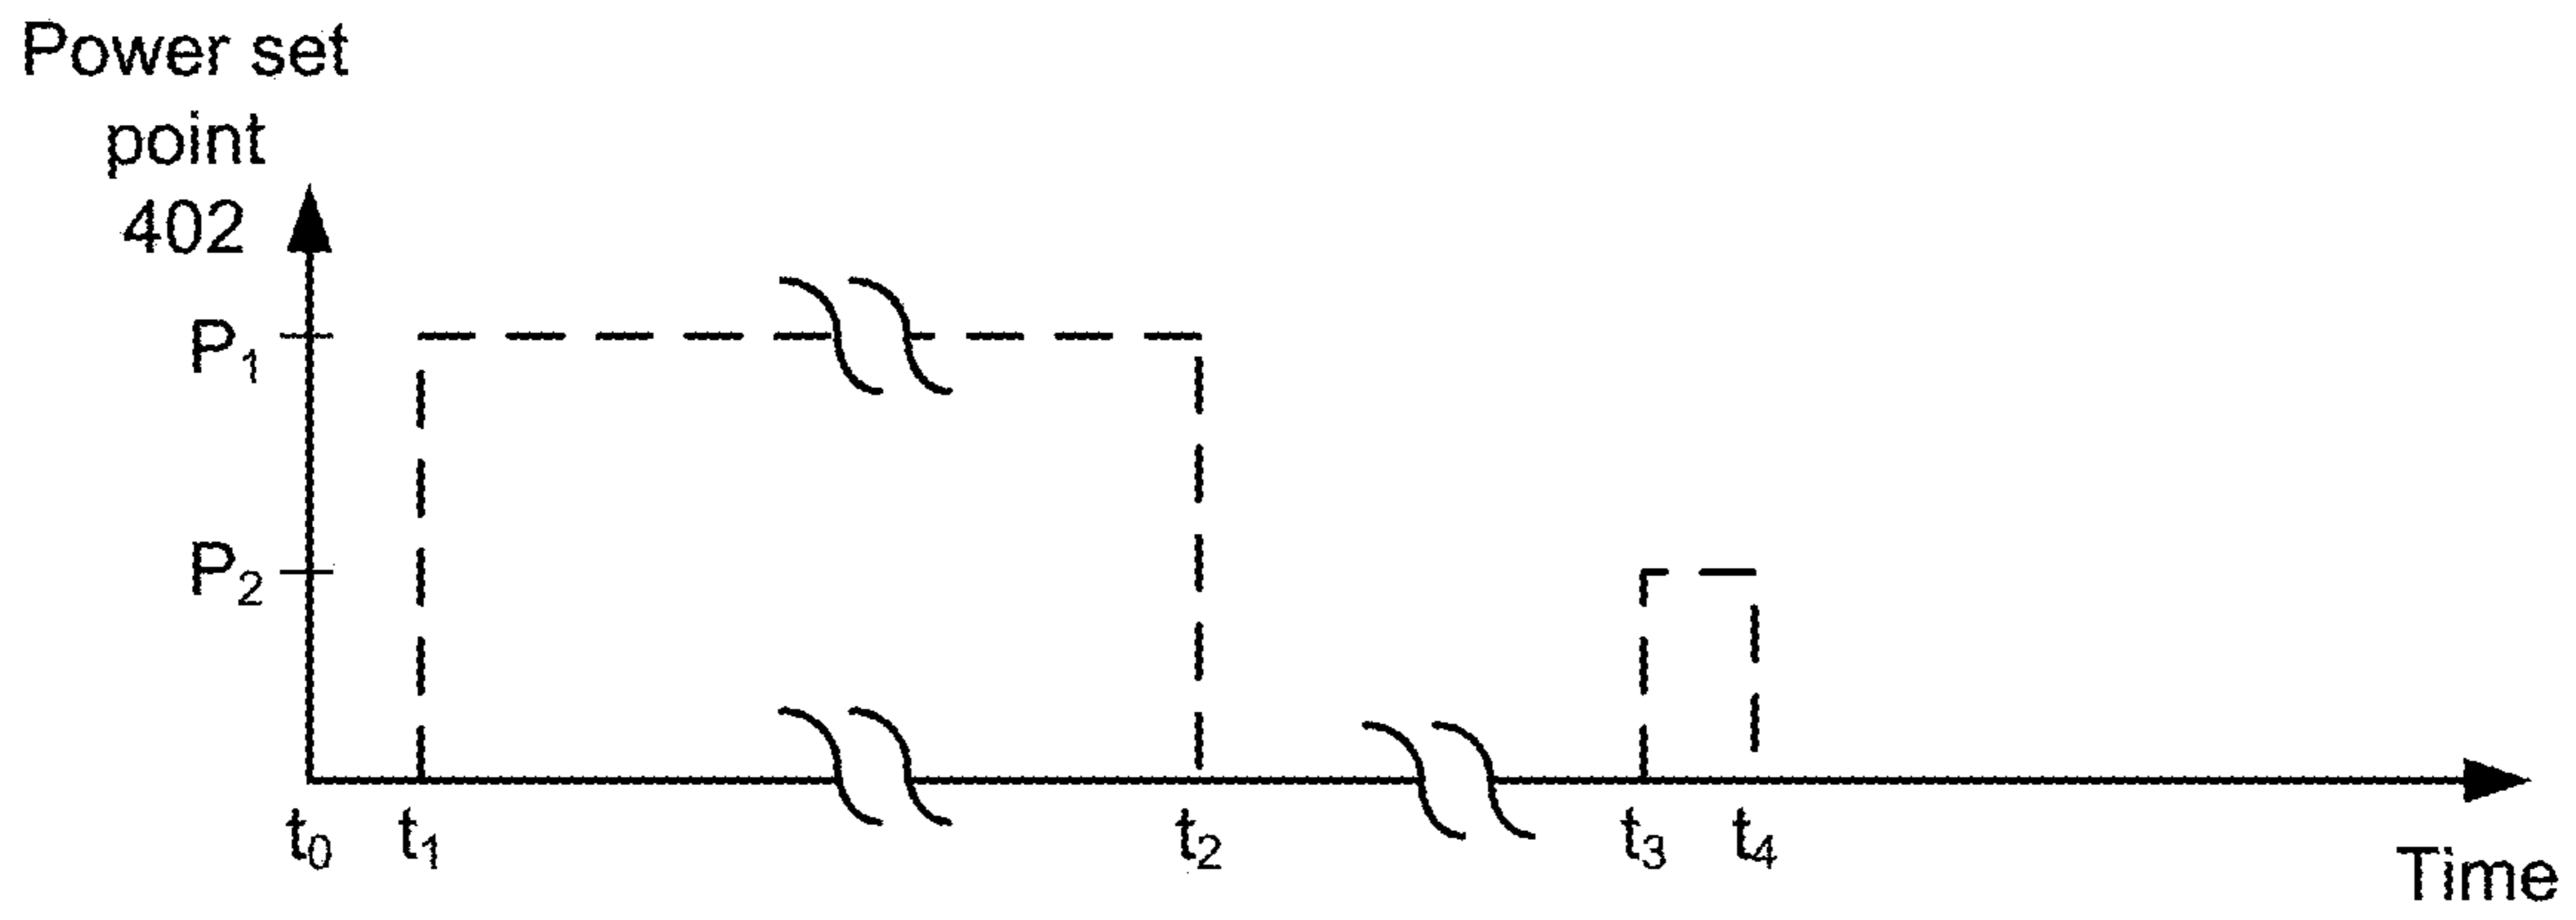 Power set
point
402
P₁
P₂
t₀ t₁ t₂ t₃ t₄
Time